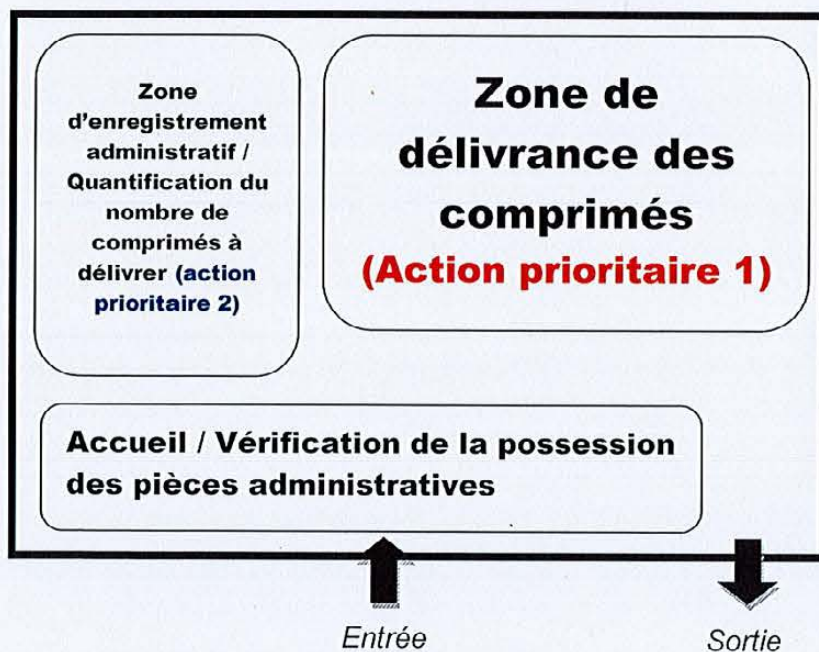 Zone
d'enregistrement
administratif /
Quantification du
nombre de
comprimés à
délivrer (action
prioritaire 2)
Zone de
délivrance des
comprimés
(Action prioritaire 1)
Accueil / Vérification de la possession
des pièces administratives
Entrée
Sortie